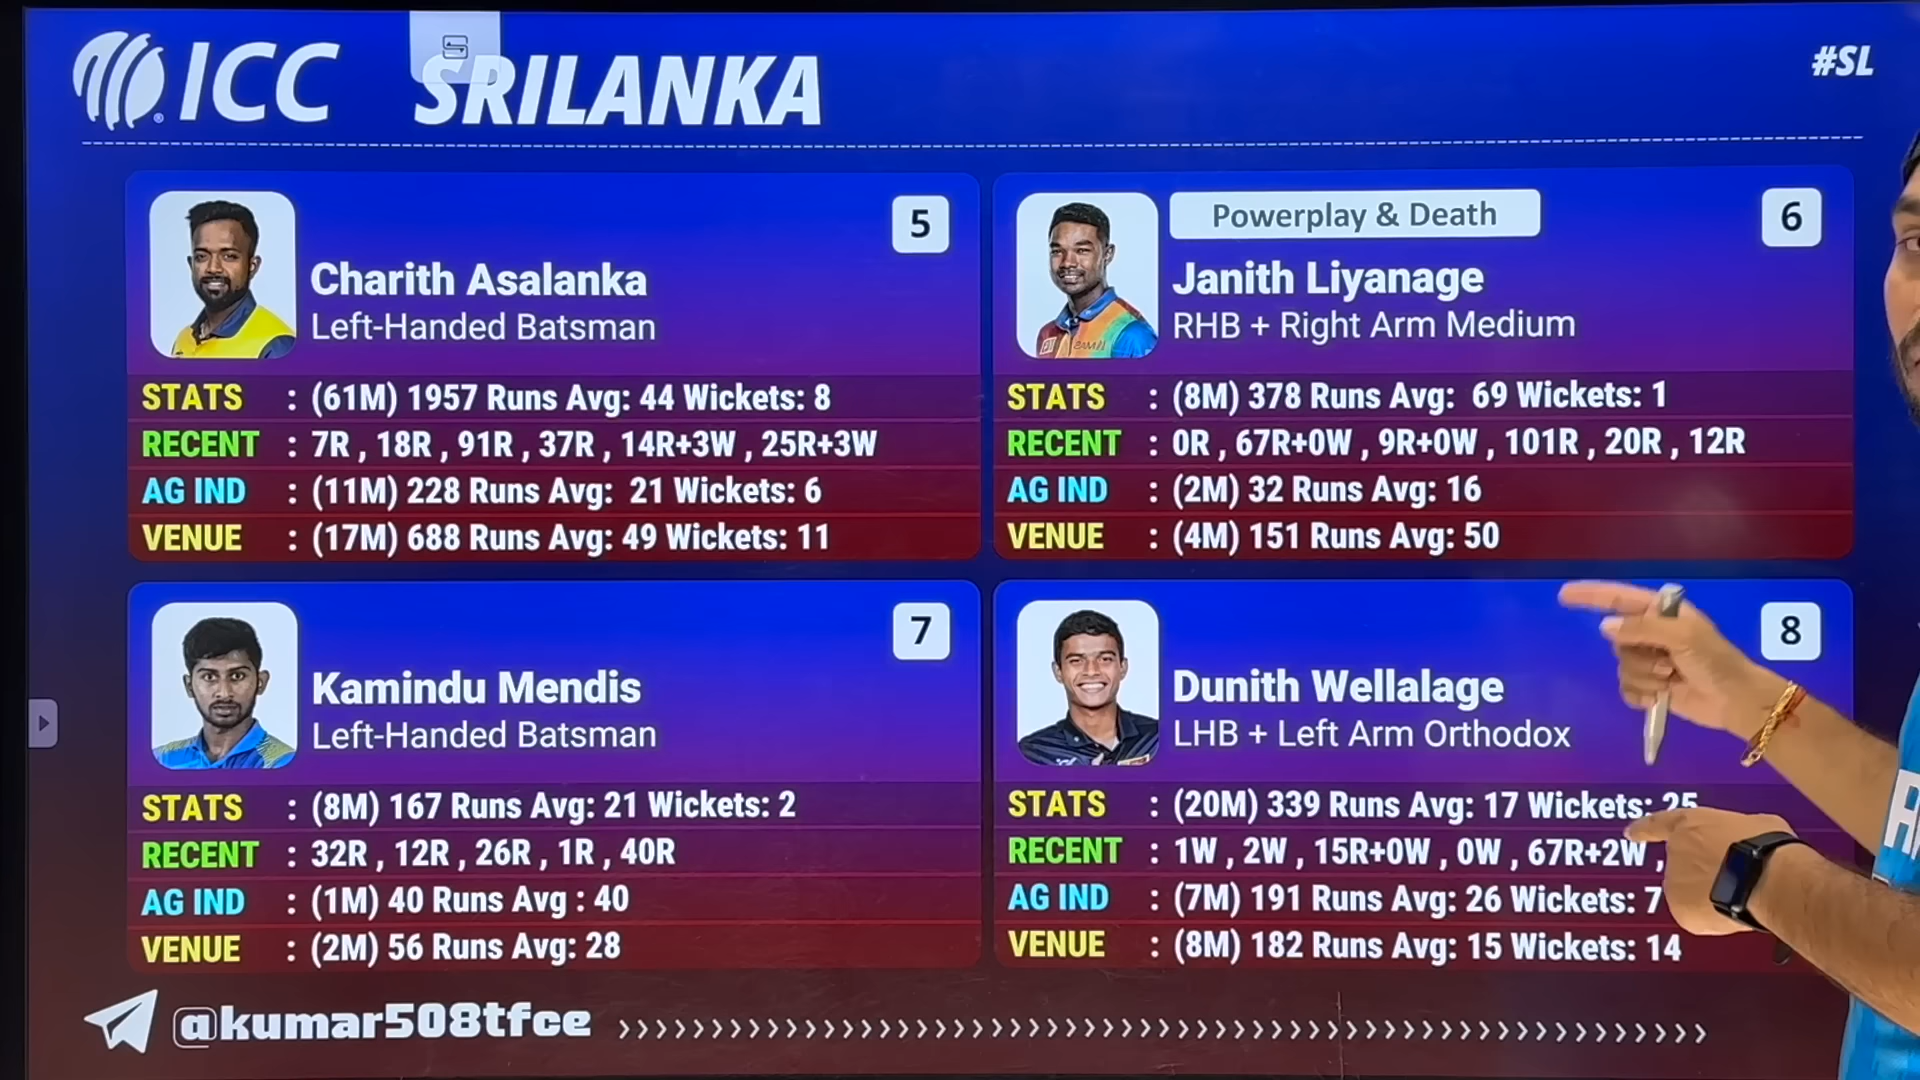 ICC SRILANKA
#SL
5
Charith Asalanka
Left-Handed Batsman
STATS : (61M) 1957 Runs Avg: 44 Wickets: 8
RECENT : 7R , 18R , 91R , 37R , 14R+3W , 25R+3W
AG IND : (11M) 228 Runs Avg: 21 Wickets: 6
VENUE : (17M) 688 Runs Avg: 49 Wickets: 11
Powerplay & Death
6
Janith Liyanage
RHB + Right Arm Medium
STATS : (8M) 378 Runs Avg: 69 Wickets: 1
RECENT : 0R , 67R+0W , 9R+0W , 101R , 20R , 12R
AG IND : (2M) 32 Runs Avg: 16
VENUE : (4M) 151 Runs Avg: 50
7
Kamindu Mendis
Left-Handed Batsman
STATS : (8M) 167 Runs Avg: 21 Wickets: 2
RECENT : 32R , 12R , 26R , 1R , 40R
AG IND : (1M) 40 Runs Avg : 40
VENUE : (2M) 56 Runs Avg: 28
8
Dunith Wellalage
LHB + Left Arm Orthodox
STATS : (20M) 339 Runs Avg: 17 Wickets: 25
RECENT : 1W , 2W , 15R+0W , 0W , 67R+2W ,
AG IND : (7M) 191 Runs Avg: 26 Wickets: 7
VENUE : (8M) 182 Runs Avg: 15 Wickets: 14
@kumar508tfce